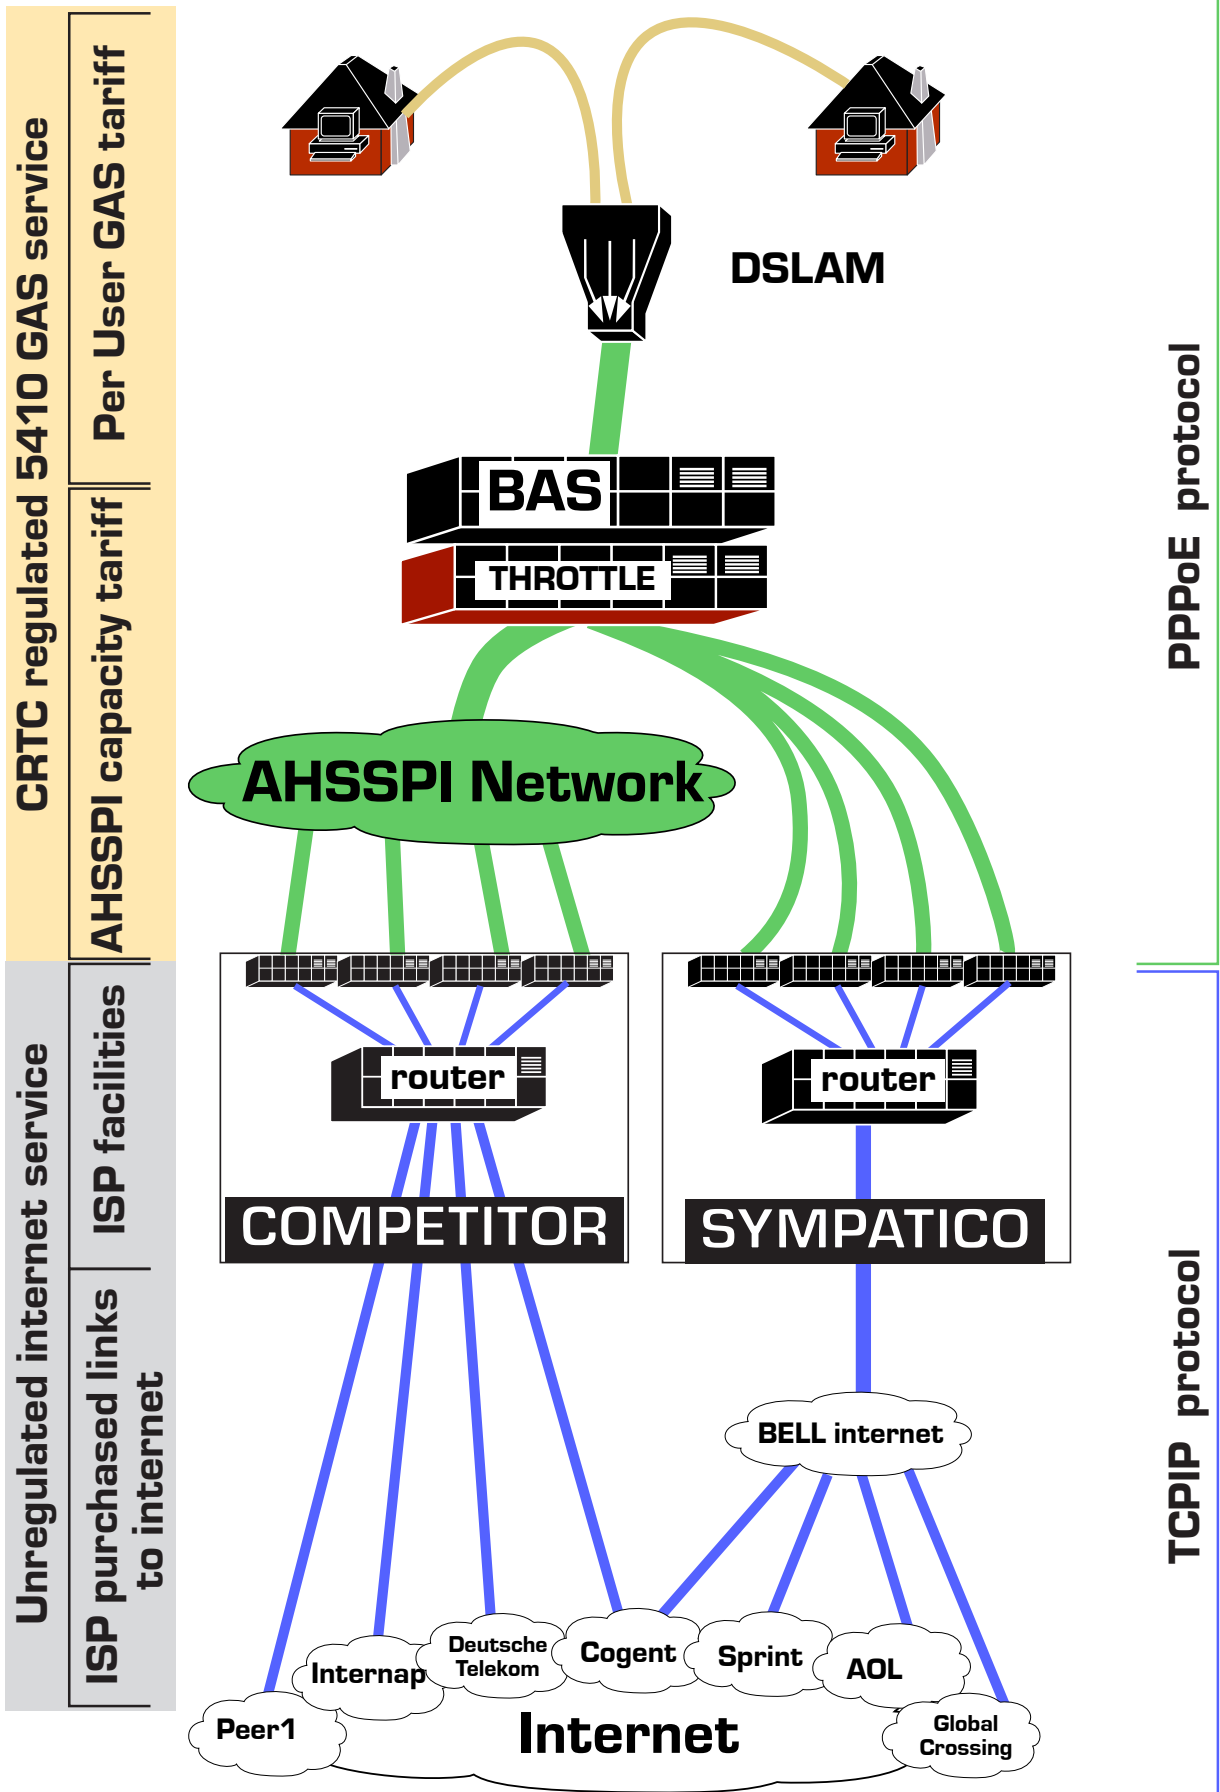 CRTC regulated 5410 GAS service
Per User GAS tariff
AHSSPI capacity tariff
Unregulated internet service
ISP facilities
ISP purchased links
to internet
DSLAM
BAS
THROTTLE
AHSSPI Network
router
router
COMPETITOR
SYMPATICO
BELL internet
Deutsche
Telekom
Cogent
Sprint
Internap
AOL
Peer1
Internet
Global
Crossing
PPPoE protocol
TCPIP protocol